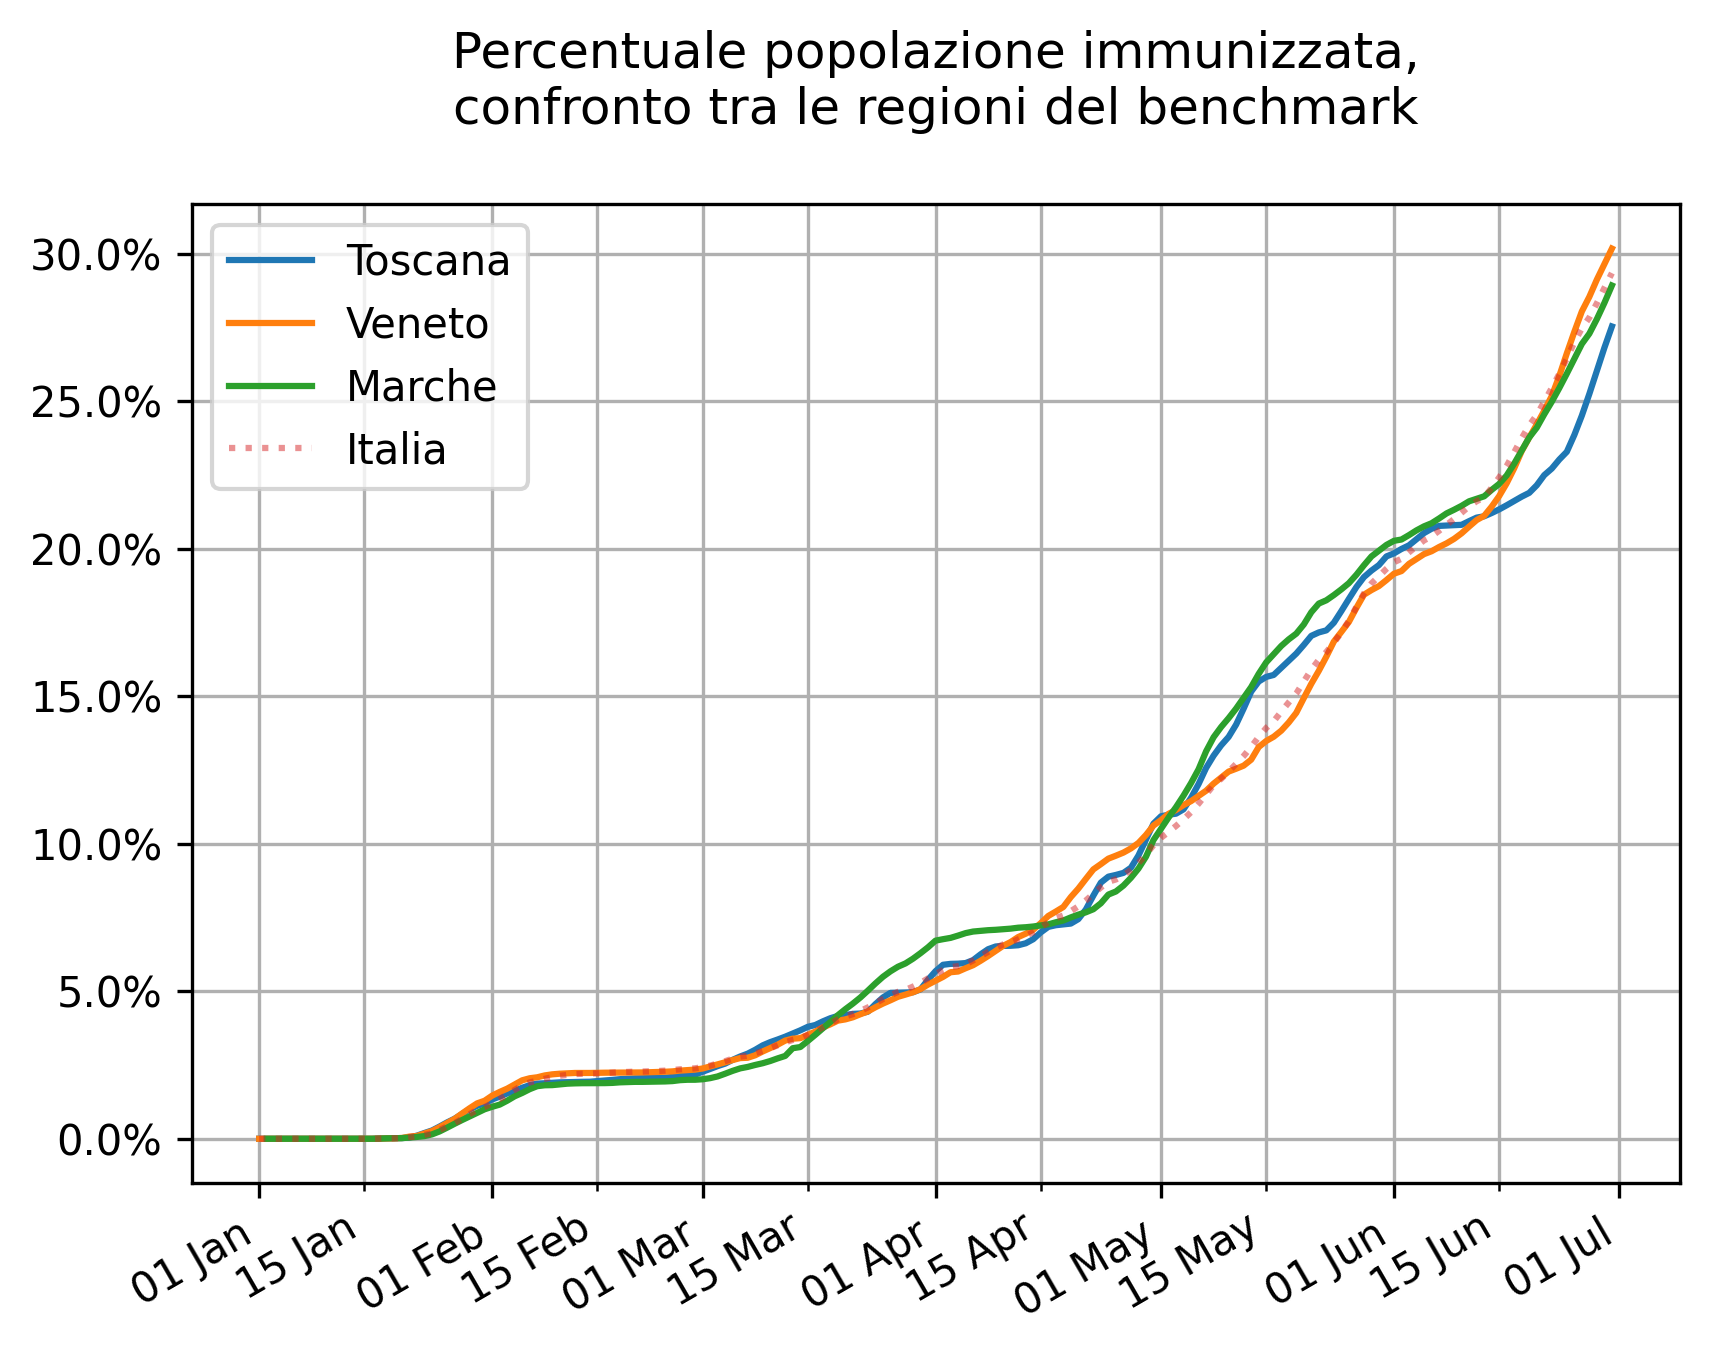 Percentuale popolazione immunizzata,
confronto tra le regioni del benchmark
30.0%
25.0%
20.0%
15.0%
10.0%
5.0%
0.0%
Toscana
Veneto
Marche
Italia
01 Jan
15 Jan
01 Feb
15 Feb
01 Mar
15 Mar
01 Apr
15 Apr
01 May
15 May
01 Jun
15 Jun
01 Jul